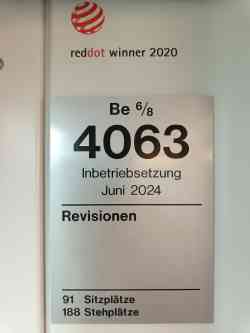 reddot winner 2020
Be 6/8
4063
Inbetriebsetzung
Juni 2024
Revisionen
91 Sitzplätze
188 Stehplätze